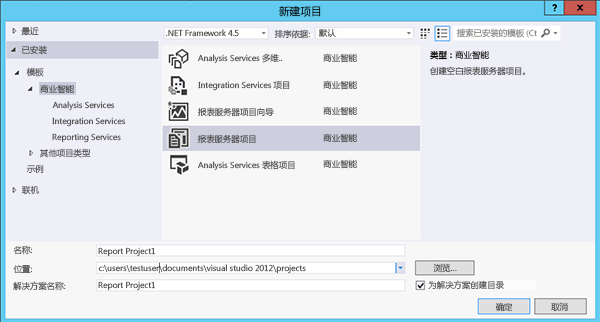 新建项目
最近
已安装
模板
商业智能
Analysis Services
Integration Services
Reporting Services
其他项目类型
示例
联机
.NET Framework 4.5 排序依据: 默认 搜索已安装的模板 (Ct
Analysis Services 多维.. 商业智能
Integration Services 项目 商业智能
报表服务器项目向导 商业智能
报表服务器项目 商业智能
Analysis Services 表格项目 商业智能
类型：商业智能
创建空白报表服务器项目。
名称: Report Project1
位置: c:\users\testuser\documents\visual studio 2012\projects 浏览...
解决方案名称: Report Project1 为解决方案创建目录
确定 取消